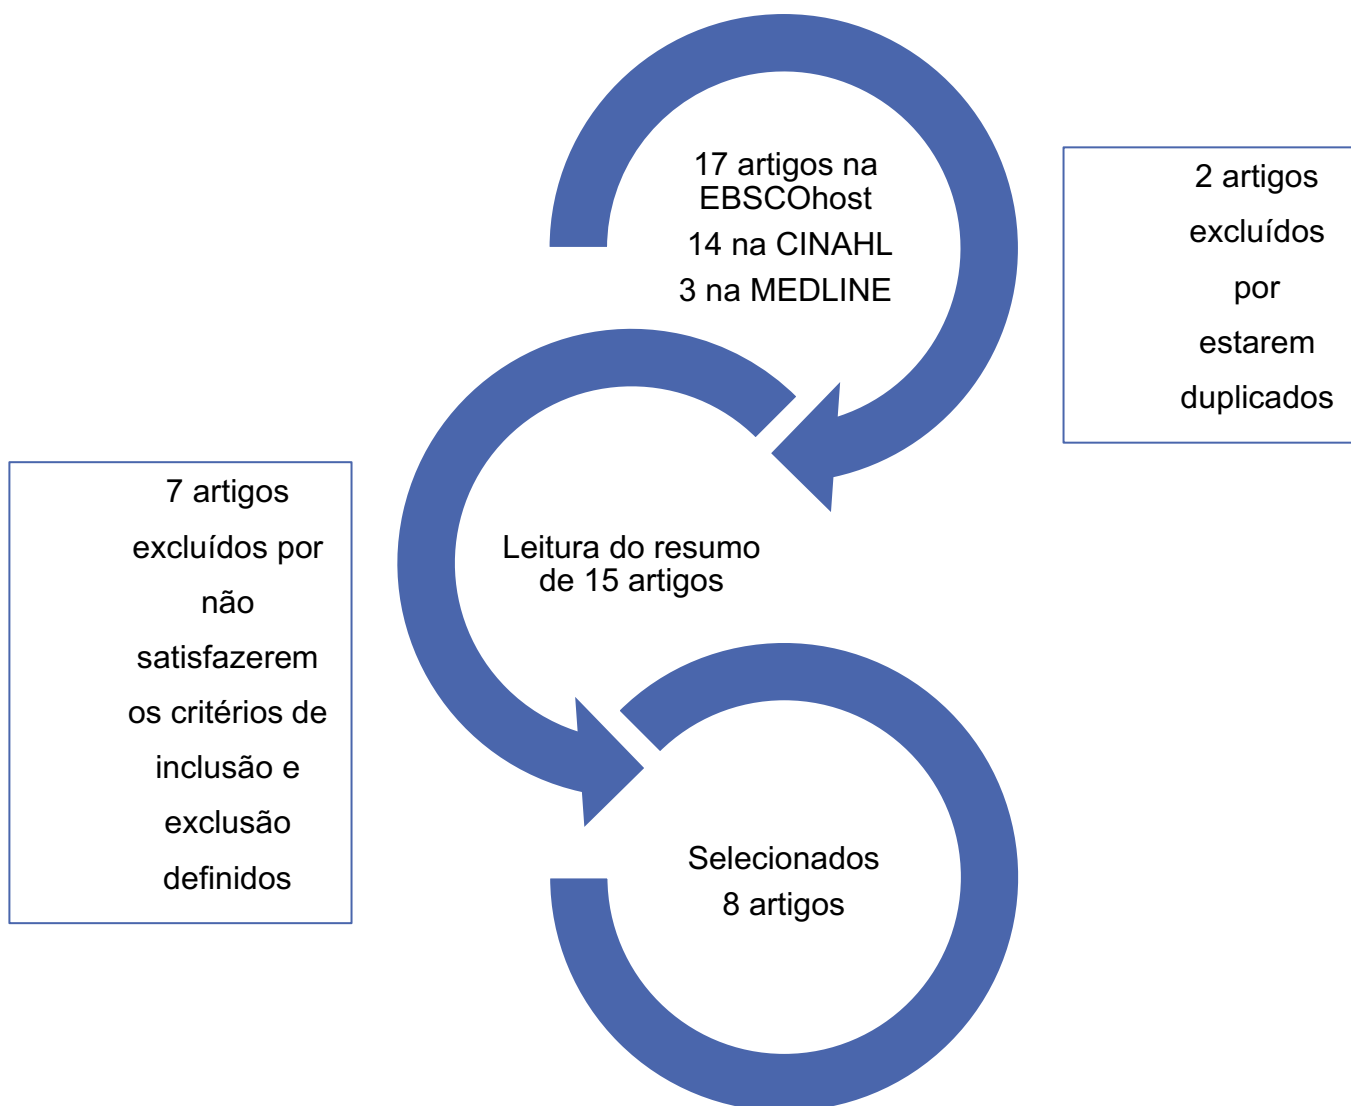 17 artigos na
EBSCOhost
14 na CINAHL
3 na MEDLINE
2 artigos
excluídos
por
estarem
duplicados
Leitura do resumo
de 15 artigos
7 artigos
excluídos por
não
satisfazerem
os critérios de
inclusão e
exclusão
definidos
Selecionados
8 artigos